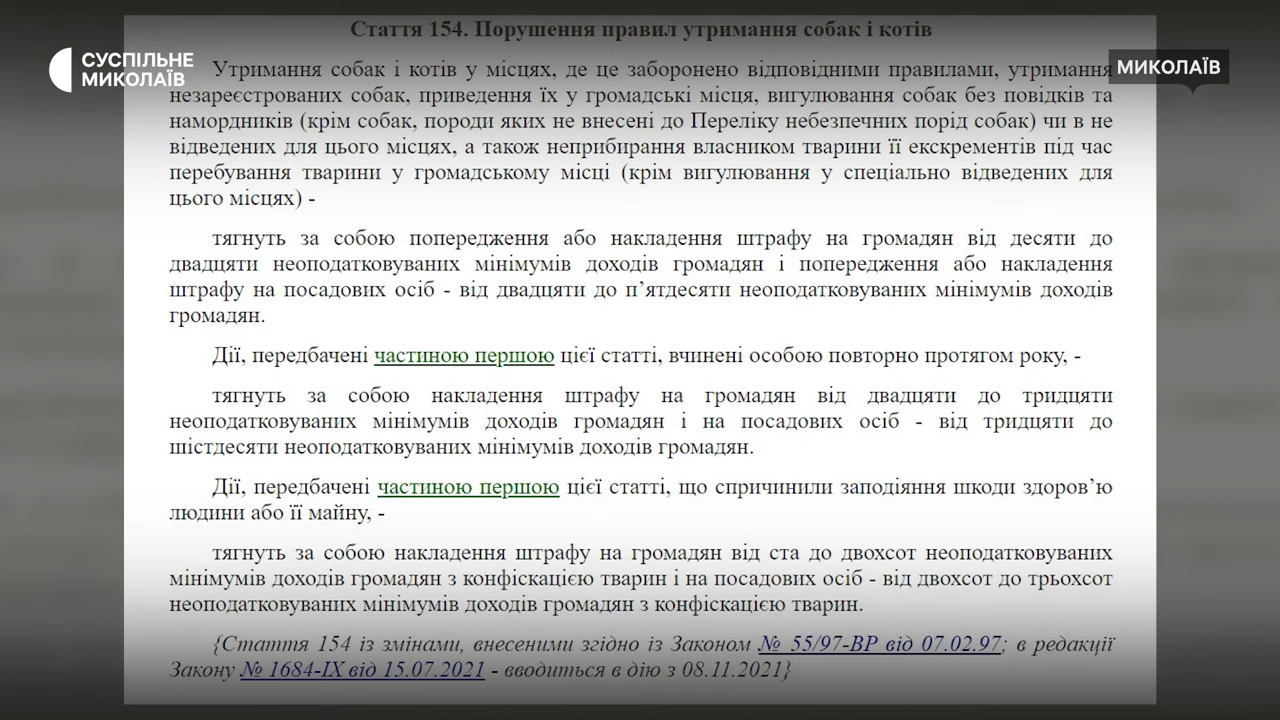 Стаття 154. Порушення правил утримання собак і котів
СУСПІЛЬНЕ
МИКОЛАЇВ
МИКОЛАЇВ
Утримання собак і котів у місцях, де це заборонено відповідними правилами, утримання
незареєстрованих собак, приведення їх у громадські місця, вигулювання собак без повідків та
намордників (крім собак, породи яких не внесені до Переліку небезпечних порід собак) чи в не
відведених для цього місцях, а також неприбирання власником тварини її екскрементів під час
перебування тварини у громадському місці (крім вигулювання у спеціально відведених для
цього місцях) -
тягнуть за собою попередження або накладення штрафу на громадян від десяти до
двадцяти неоподатковуваних мінімумів доходів громадян і попередження або накладення
штрафу на посадових осіб - від двадцяти до п’ятдесяти неоподатковуваних мінімумів доходів
громадян.
Дії, передбачені частиною першою цієї статті, вчинені особою повторно протягом року, -
тягнуть за собою накладення штрафу на громадян від двадцяти до тридцяти
неоподатковуваних мінімумів доходів громадян і на посадових осіб - від тридцяти до
шістдесяти неоподатковуваних мінімумів доходів громадян.
Дії, передбачені частиною першою цієї статті, що спричинили заподіяння шкоди здоров’ю
людини або її майну, -
тягнуть за собою накладення штрафу на громадян від ста до двохсот неоподатковуваних
мінімумів доходів громадян з конфіскацією тварин і на посадових осіб - від двохсот до трьохсот
неоподатковуваних мінімумів доходів громадян з конфіскацією тварин.
{Стаття 154 із змінами, внесеними згідно із Законом № 55/97-ВР від 07.02.97; в редакції
Закону № 1684-IX від 15.07.2021 - вводиться в дію з 08.11.2021}